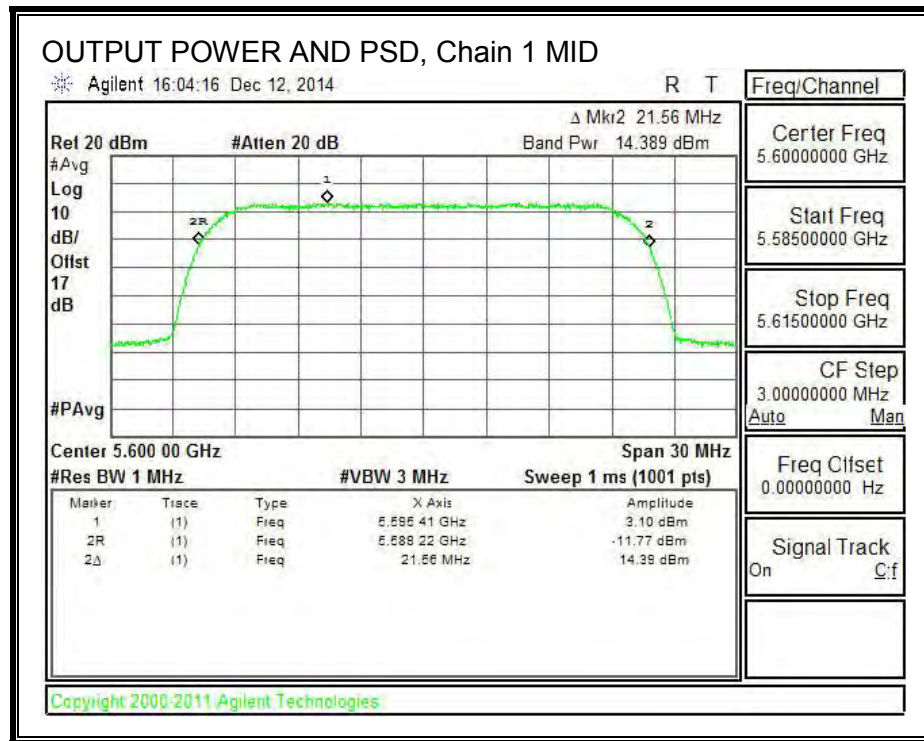 OUTPUT POWER AND PSD, Chain 1 MID
Agilent 16:04:16 Dec 12, 2014 R T
Freq/Channel
Δ Mkr2 21.56 MHz
Ref 20 dBm #Atten 20 dB Band Pwr 14.389 dBm
#Avg
Log
10
dB/
Offst
17
dB
1
2R
2
#PAvg
Center 5.600 00 GHz Span 30 MHz
#Res BW 1 MHz #VBW 3 MHz Sweep 1 ms (1001 pts)
Marker Trace Type X Axis Amplitude
1 (1) Freq 5.595 41 GHz 3.10 dBm
2R (1) Freq 5.589 22 GHz -11.77 dBm
2Δ (1) Freq 21.56 MHz 14.39 dBm
Center Freq
5.60000000 GHz
Start Freq
5.58500000 GHz
Stop Freq
5.61500000 GHz
CF Step
3.00000000 MHz
Auto Man
Freq Offset
0.00000000 Hz
Signal Track
On Off
Copyright 2000-2011 Agilent Technologies